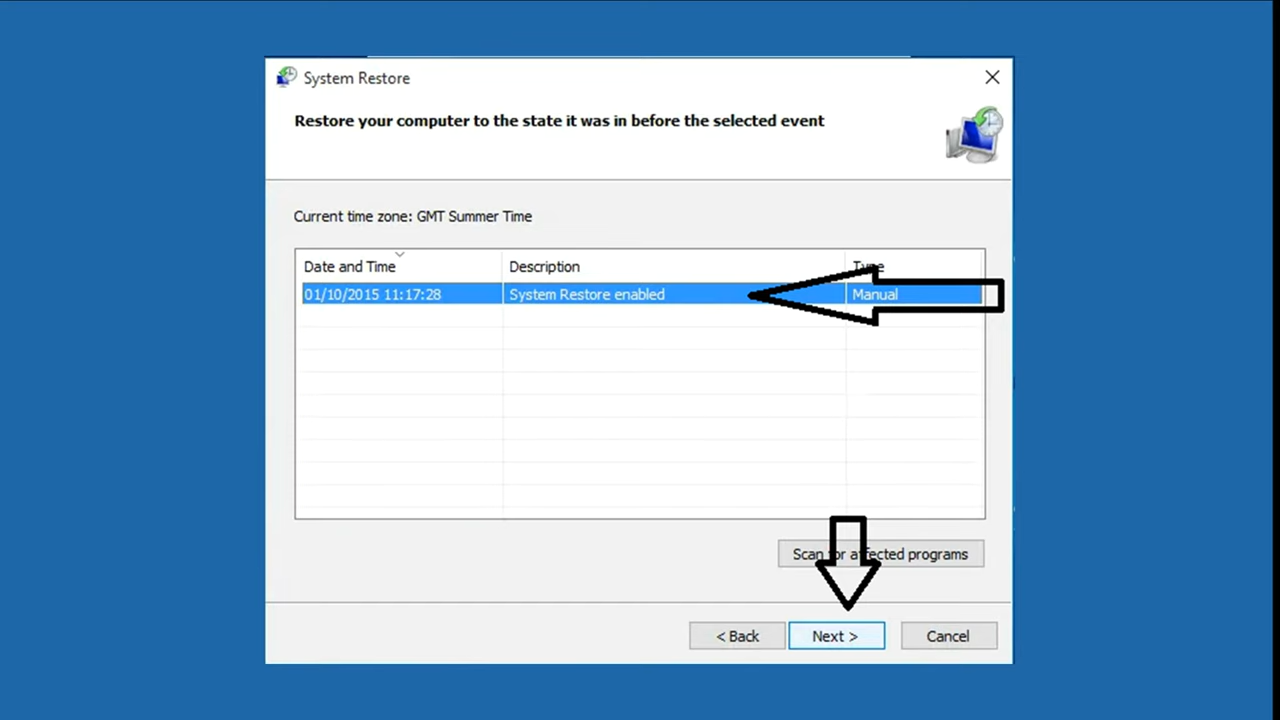 System Restore
Restore your computer to the state it was in before the selected event
Current time zone: GMT Summer Time
Date and Time Description Type
01/10/2015 11:17:28 System Restore enabled Manual
Scan for affected programs
< Back Next > Cancel